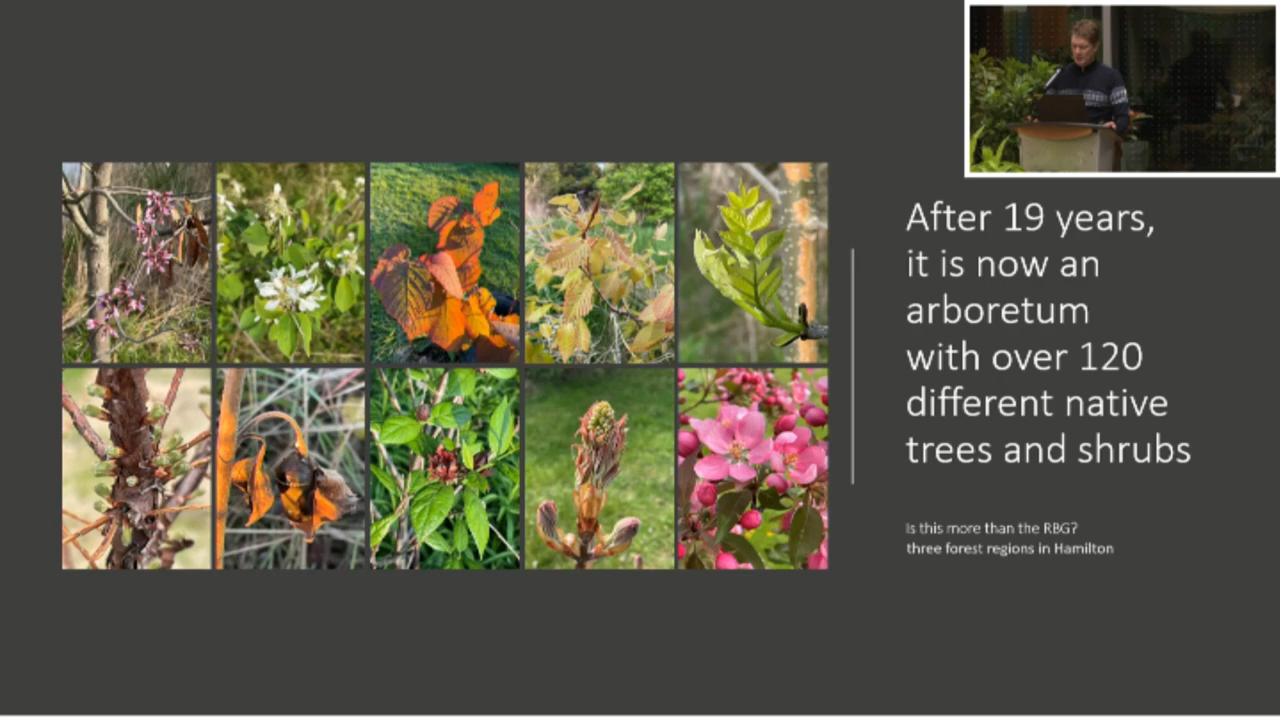 After 19 years,
it is now an
arboretum
with over 120
different native
trees and shrubs
Is this more than the RBG?
three forest regions in Hamilton